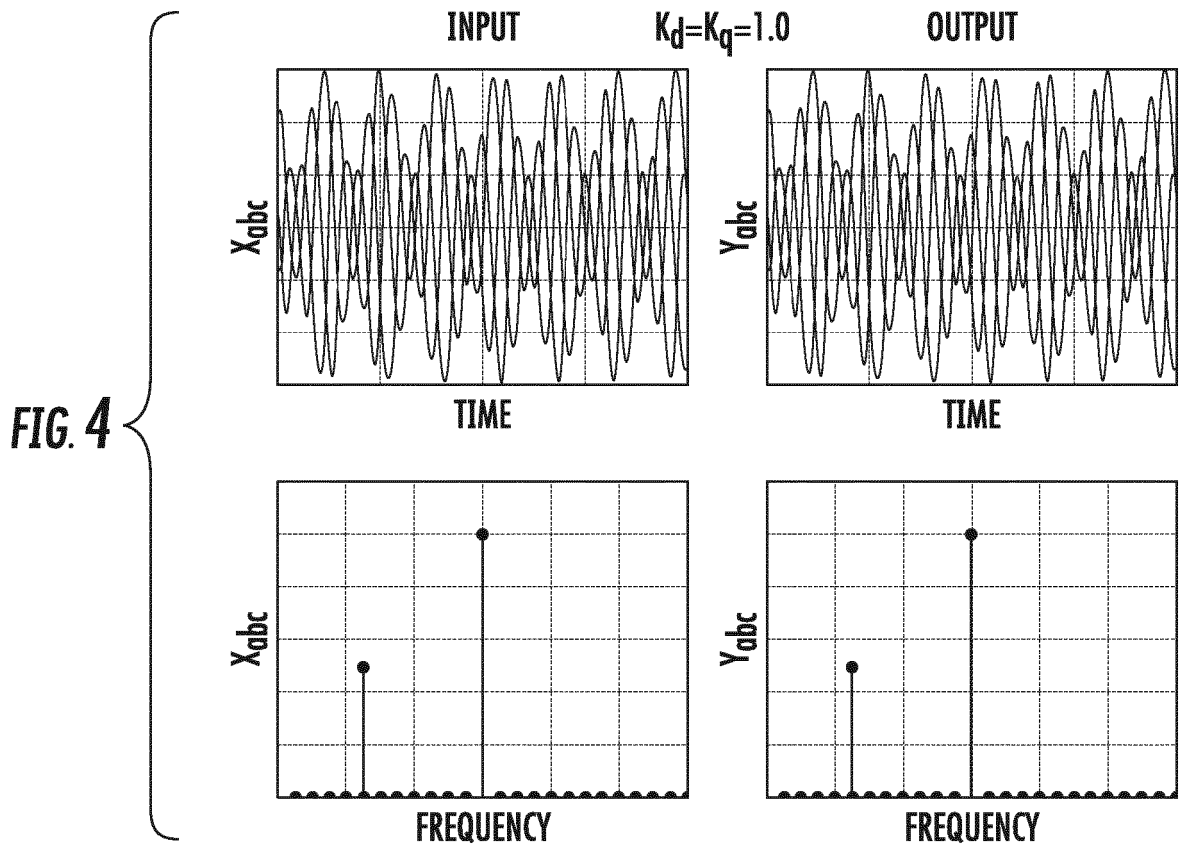 INPUT
Kd=Kq=1.0
OUTPUT
Xabc
Yabc
TIME
TIME
FIG. 4
Xabc
Yabc
FREQUENCY
FREQUENCY